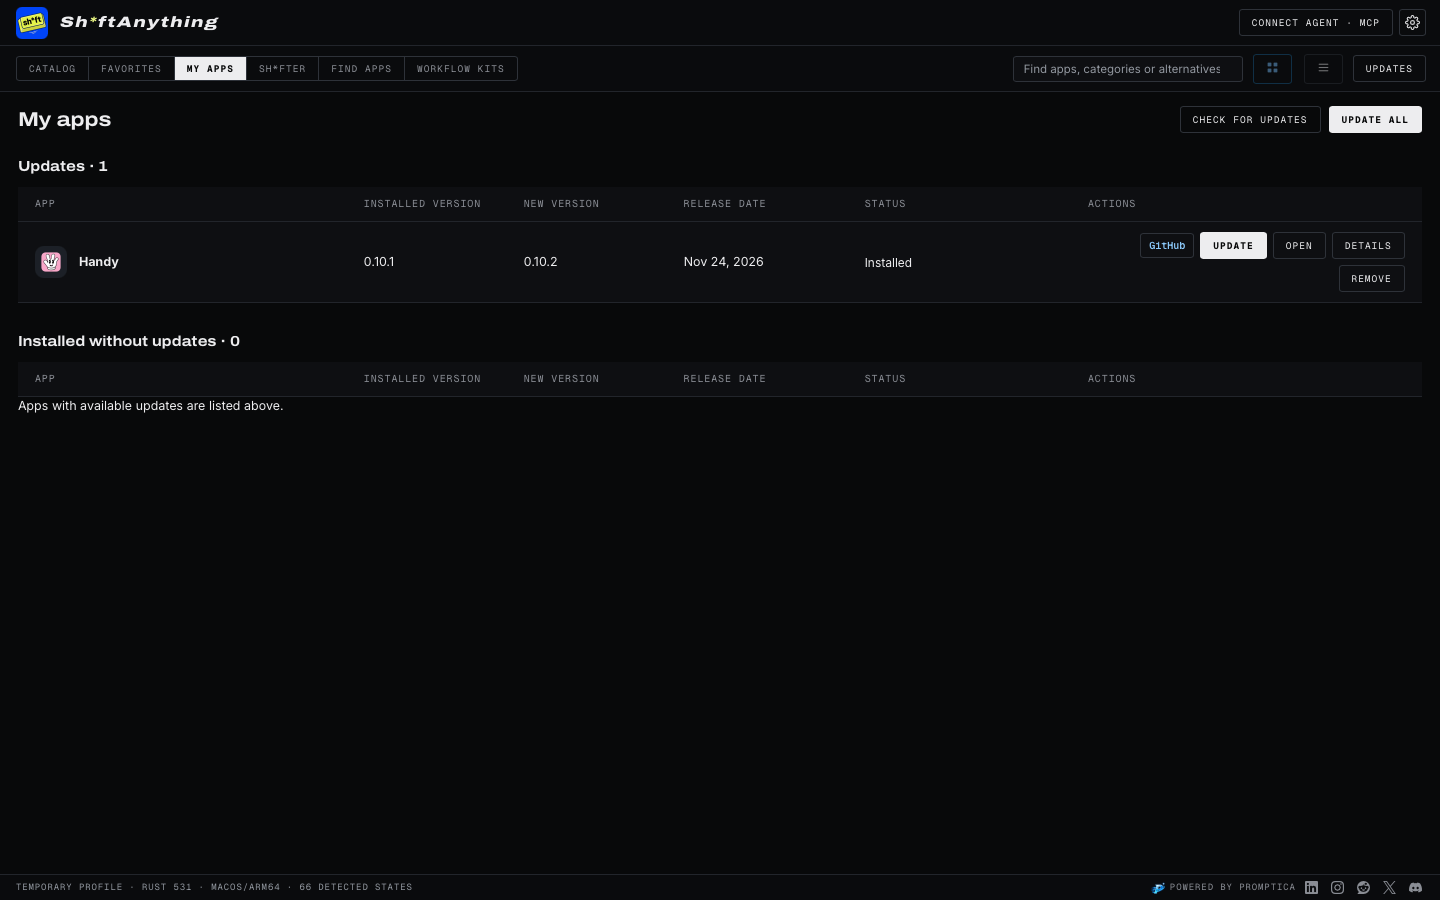 sh*ft Sh*ftAnything CONNECT AGENT · MCP
CATALOG FAVORITES MY APPS SH*FTER FIND APPS WORKFLOW KITS Find apps, categories or alternatives UPDATES
My apps CHECK FOR UPDATES UPDATE ALL
Updates · 1
APP INSTALLED VERSION NEW VERSION RELEASE DATE STATUS ACTIONS
Handy 0.10.1 0.10.2 Nov 24, 2026 Installed GitHub UPDATE OPEN DETAILS
REMOVE
Installed without updates · 0
APP INSTALLED VERSION NEW VERSION RELEASE DATE STATUS ACTIONS
Apps with available updates are listed above.
TEMPORARY PROFILE · RUST 531 · MACOS/ARM64 · 66 DETECTED STATES POWERED BY PROMPTICA